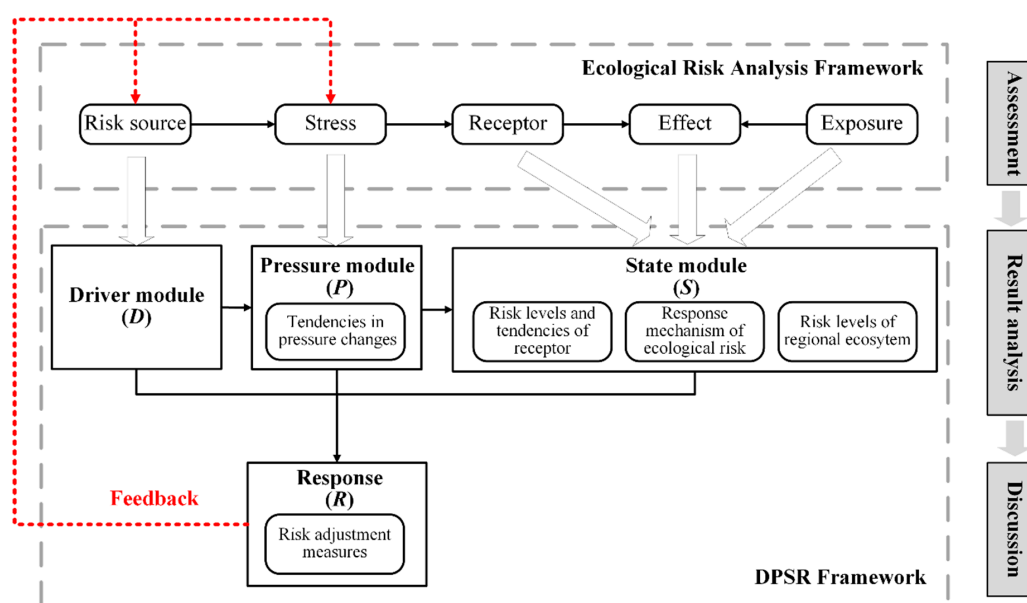 Ecological Risk Analysis Framework
Risk source
Stress
Receptor
Effect
Exposure
Driver module
(D)
Pressure module
(P)
Tendencies in
pressure changes
State module
(S)
Risk levels and
tendencies of
receptor
Response
mechanism of
ecological risk
Risk levels of
regional ecosytem
Response
(R)
Risk adjustment
measures
Feedback
DPSR Framework
Assessment
Result analysis
Discussion